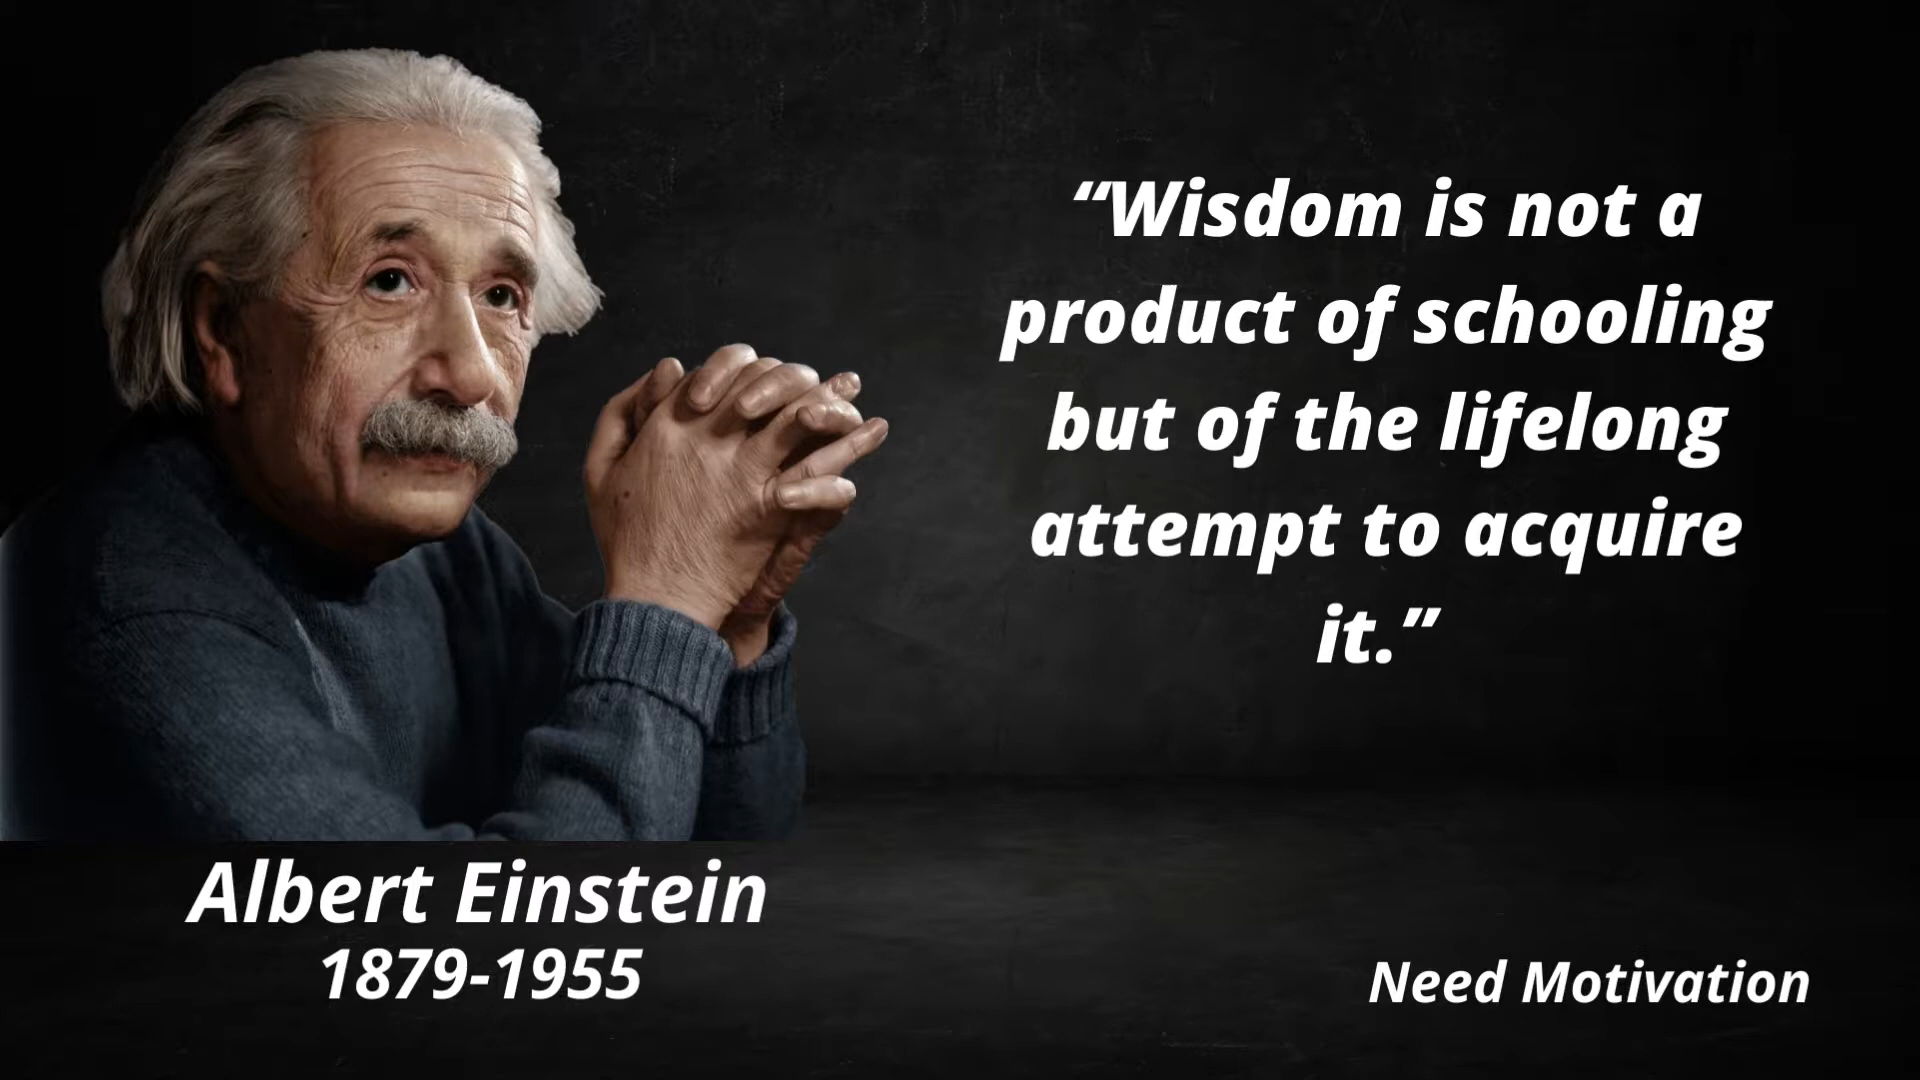 “Wisdom is not a
product of schooling
but of the lifelong
attempt to acquire
it.”
Albert Einstein
1879-1955
Need Motivation